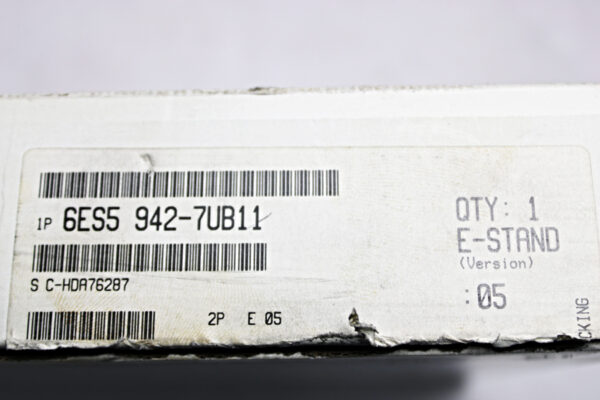 1P 6ES5 942-7UB11
S C-HDA76287
2P E 05
QTY: 1
E-STAND
(Version)
:05
CKING